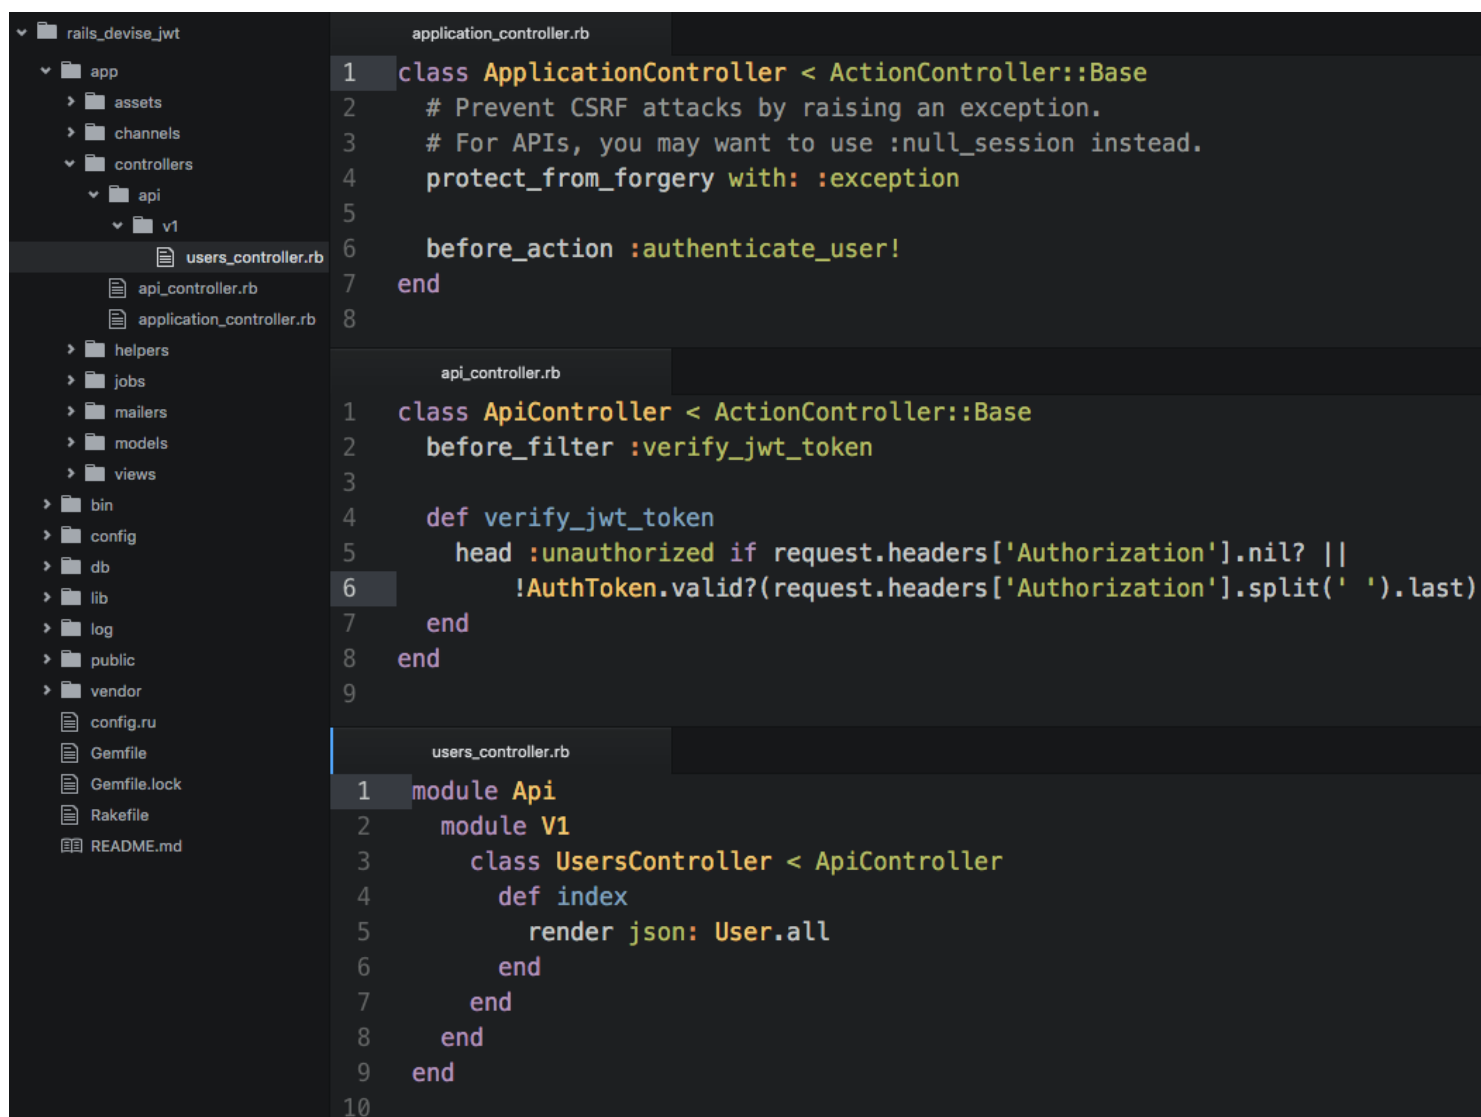 rails_devise_jwt
app
assets
channels
controllers
api
v1
users_controller.rb
api_controller.rb
application_controller.rb
helpers
jobs
mailers
models
views
bin
config
db
lib
log
public
vendor
config.ru
Gemfile
Gemfile.lock
Rakefile
README.md
application_controller.rb
1 class ApplicationController < ActionController::Base
2 # Prevent CSRF attacks by raising an exception.
3 # For APIs, you may want to use :null_session instead.
4 protect_from_forgery with: :exception
5
6 before_action :authenticate_user!
7 end
8
api_controller.rb
1 class ApiController < ActionController::Base
2 before_filter :verify_jwt_token
3
4 def verify_jwt_token
5 head :unauthorized if request.headers['Authorization'].nil? ||
6 !AuthToken.valid?(request.headers['Authorization'].split(' ').last)
7 end
8 end
9
users_controller.rb
1 module Api
2 module V1
3 class UsersController < ApiController
4 def index
5 render json: User.all
6 end
7 end
8 end
9 end
10